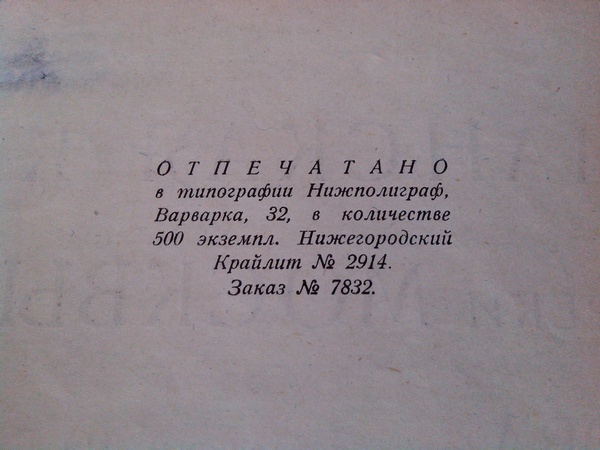 ОТПЕЧАТАНО
в типографии Нижполиграф,
Варварка, 32, в количестве
500 экземпл. Нижегородский
Крайлит № 2914.
Заказ № 7832.